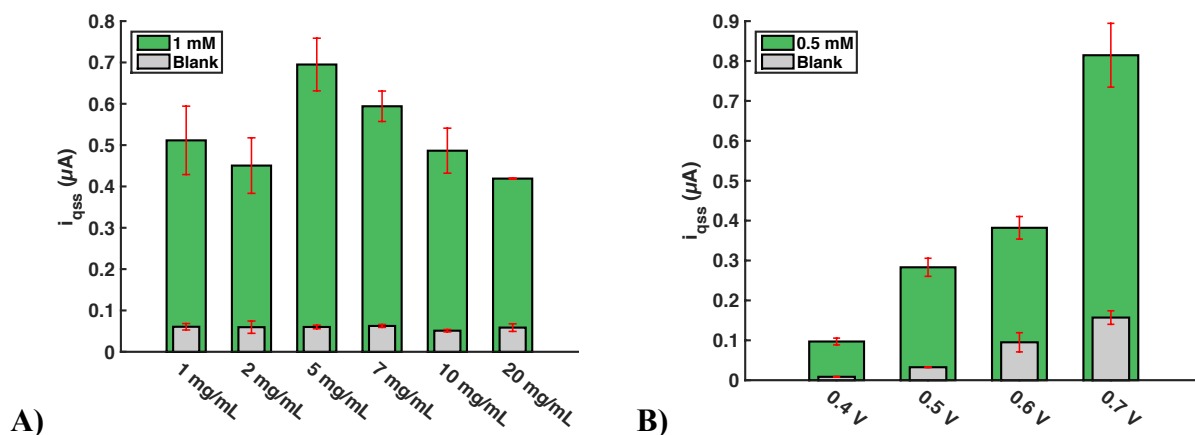 0.8
0.7
0.6
0.5
0.4
0.3
0.2
0.1
0
i_qss (µA)
1 mM
Blank
1 mg/mL
2 mg/mL
5 mg/mL
7 mg/mL
10 mg/mL
20 mg/mL
A)
0.9
0.8
0.7
0.6
0.5
0.4
0.3
0.2
0.1
0
i_qss (µA)
0.5 mM
Blank
0.4 V
0.5 V
0.6 V
0.7 V
B)